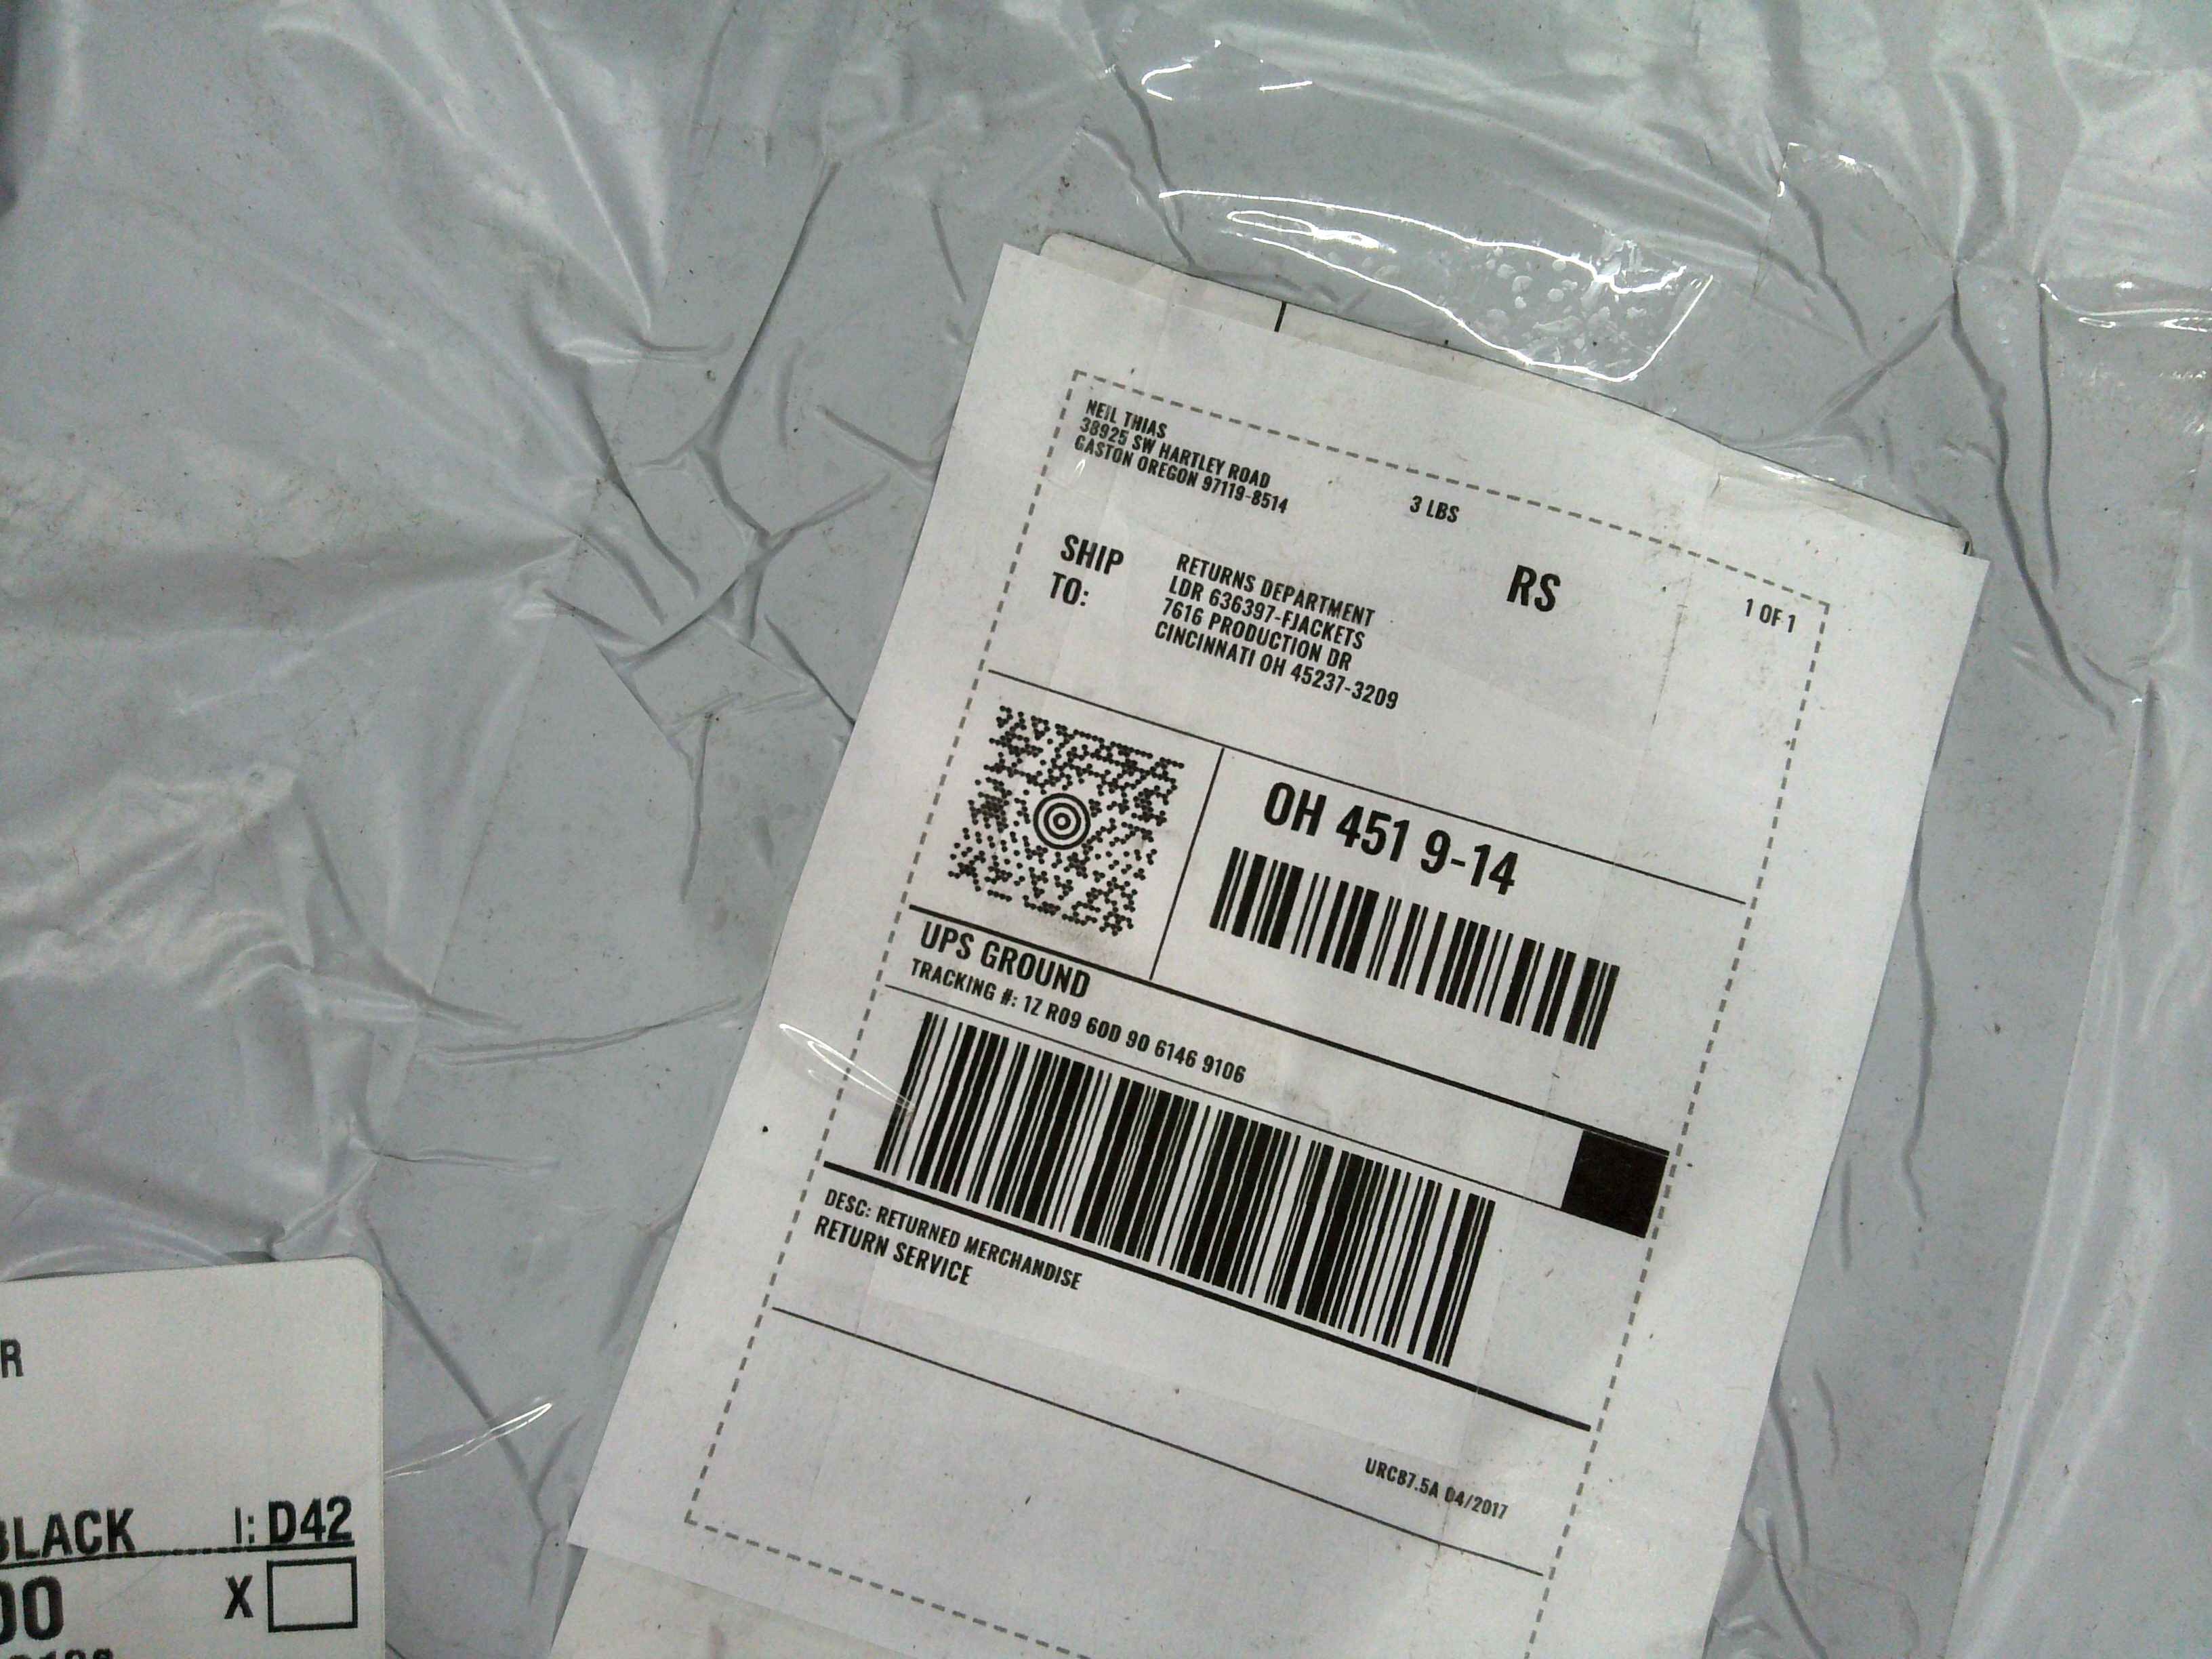 NEIL THIAS
38925 SW HARTLEY ROAD
GASTON OREGON 97119-8514
3 LBS
RS
1 OF 1
SHIP
TO:
RETURNS DEPARTMENT
LDR 636397-FJACKETS
7616 PRODUCTION DR
CINCINNATI OH 45237-3209
OH 451 9-14
UPS GROUND
TRACKING #: 1Z R09 60D 90 6146 9106
DESC: RETURNED MERCHANDISE
RETURN SERVICE
URCB7.5A 04/2017
R
BLACK I: D42
00 X